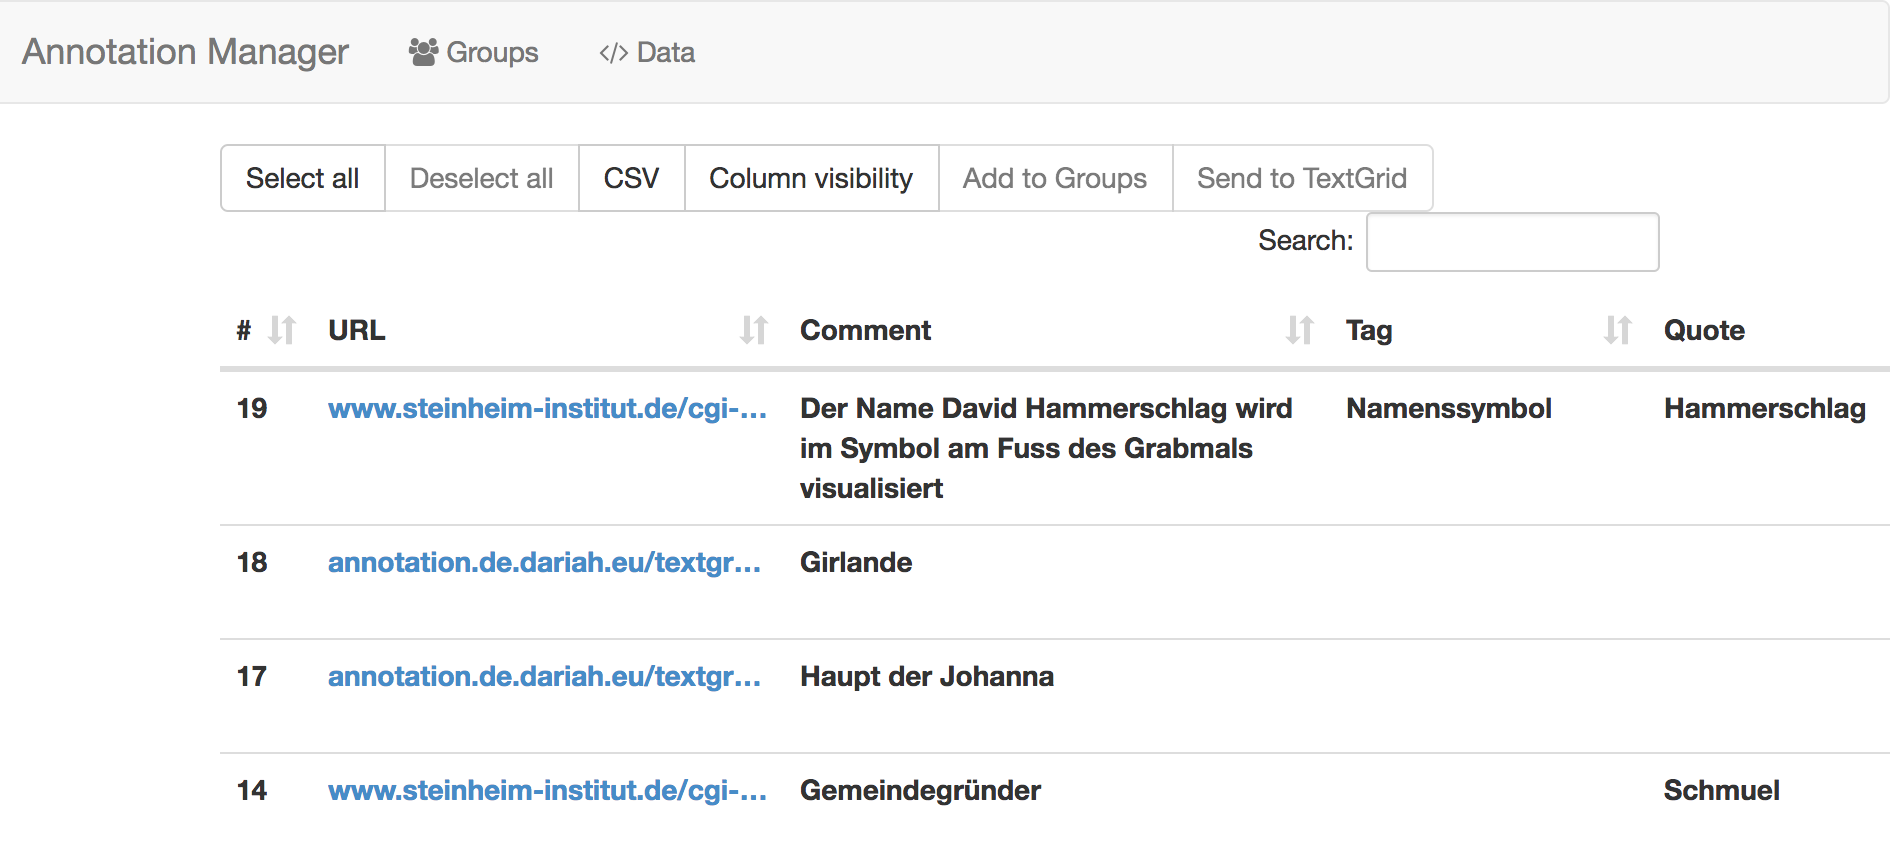 Annotation Manager Groups </> Data
Select all Deselect all CSV Column visibility Add to Groups Send to TextGrid
Search:
# URL Comment Tag Quote
19 www.steinheim-institut.de/cgi-... Der Name David Hammerschlag wird Namenssymbol Hammerschlag
im Symbol am Fuss des Grabmals
visualisiert
18 annotation.de.dariah.eu/textgr... Girlande
17 annotation.de.dariah.eu/textgr... Haupt der Johanna
14 www.steinheim-institut.de/cgi-... Gemeindegründer Schmuel